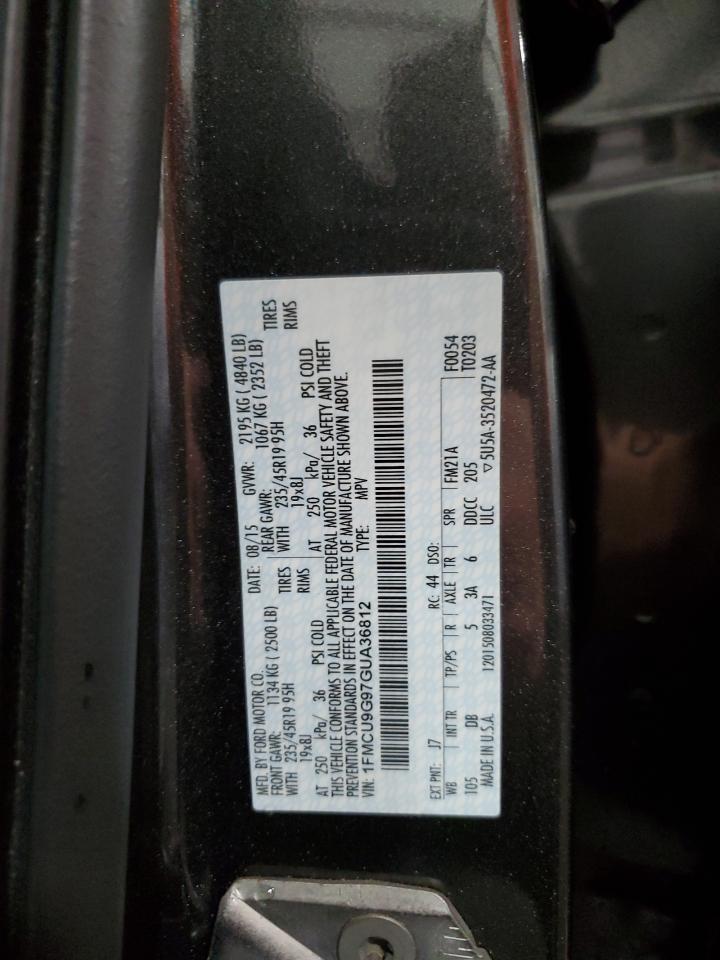 MFD. BY FORD MOTOR CO. DATE: 08/15 GVWR: 2195 KG ( 4840 LB)
FRONT GAWR: 1134 KG ( 2500 LB) REAR GAWR: 1067 KG ( 2352 LB)
WITH 235/45R19 95H TIRES WITH 235/45R19 95H TIRES
19x8J RIMS 19x8J RIMS
AT 250 kPa/ 36 PSI COLD AT 250 kPa/ 36 PSI COLD
THIS VEHICLE CONFORMS TO ALL APPLICABLE FEDERAL MOTOR VEHICLE SAFETY AND THEFT
PREVENTION STANDARDS IN EFFECT ON THE DATE OF MANUFACTURE SHOWN ABOVE.
VIN: 1FMCU9G97GUA36812 TYPE: MPV
EXT PNT: J7 RC: 44 DSO: F0054
WB INT TR TP/PS R AXLE TR SPR FM21A T0203
105 DB 5 3A 6 DDCC 205
MADE IN U.S.A. 1201508033471 ULC ▽5U5A-3520472-AA